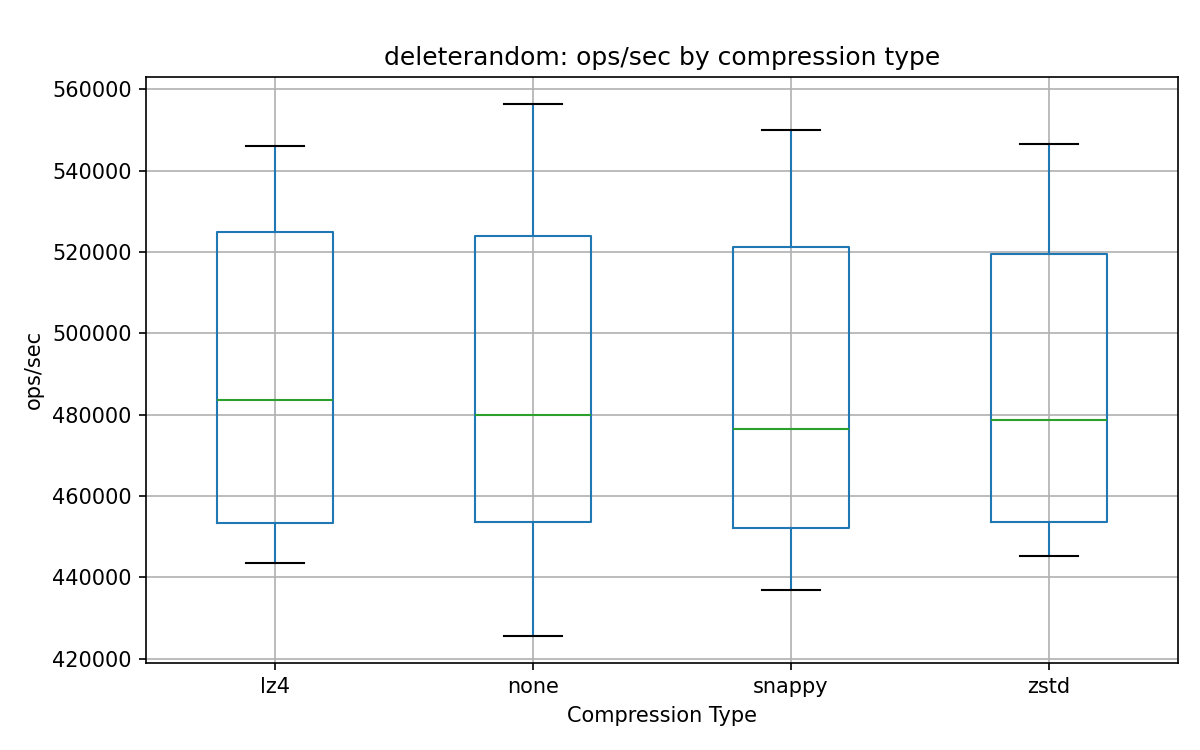 deleterandom: ops/sec by compression type
560000
540000
520000
500000
480000
460000
440000
420000
ops/sec
lz4 none snappy zstd
Compression Type